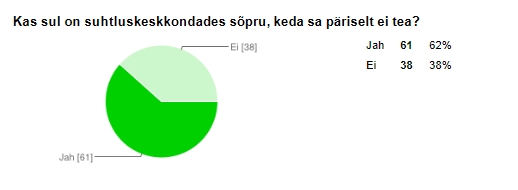 Kas sul on suhtluskeskkondades sõpru, keda sa päriselt ei tea?
Ei [38]
Jah [61]
Jah 61 62%
Ei 38 38%